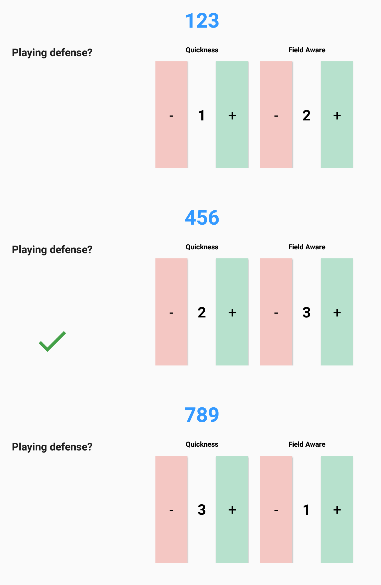 123
Playing defense?
Quickness
Field Aware
- 1 + - 2 +
456
Playing defense?
Quickness
Field Aware
- 2 + - 3 +
789
Playing defense?
Quickness
Field Aware
- 3 + - 1 +